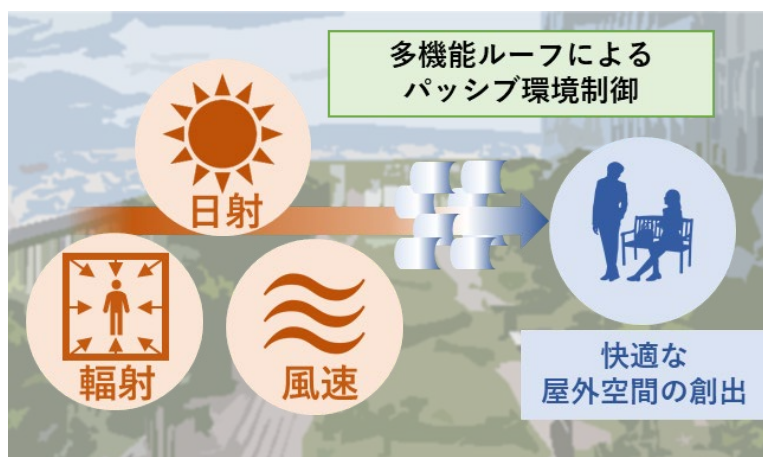 多機能ルーフによる
パッシブ環境制御
日射
輻射
風速
快適な
屋外空間の創出